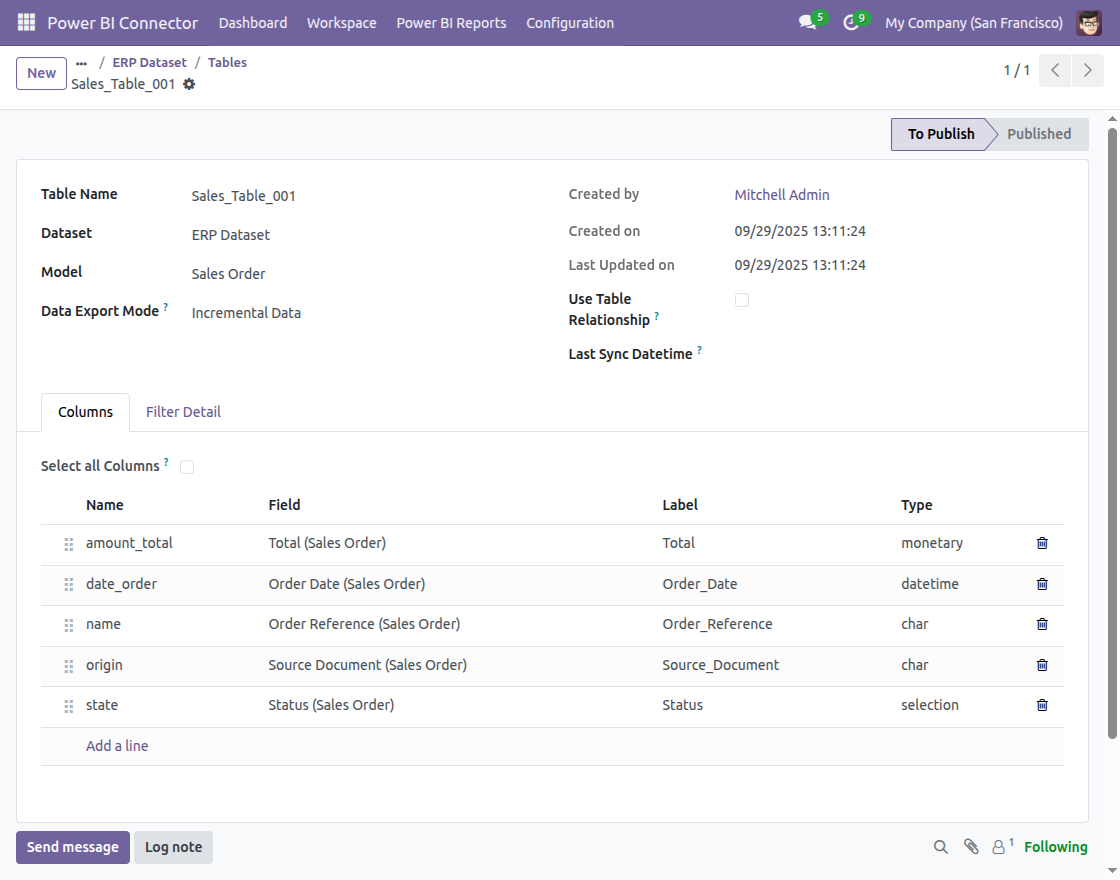 Power BI Connector Dashboard Workspace Power BI Reports Configuration 5 9 My Company (San Francisco)
New ... / ERP Dataset / Tables
Sales_Table_001
1 / 1
To Publish Published
Table Name Sales_Table_001 Created by Mitchell Admin
Dataset ERP Dataset Created on 09/29/2025 13:11:24
Model Sales Order Last Updated on 09/29/2025 13:11:24
Data Export Mode ? Incremental Data Use Table
Relationship ?
Last Sync Datetime ?
Columns Filter Detail
Select all Columns ?
Name Field Label Type
amount_total Total (Sales Order) Total monetary
date_order Order Date (Sales Order) Order_Date datetime
name Order Reference (Sales Order) Order_Reference char
origin Source Document (Sales Order) Source_Document char
state Status (Sales Order) Status selection
Add a line
Send message Log note 1 Following